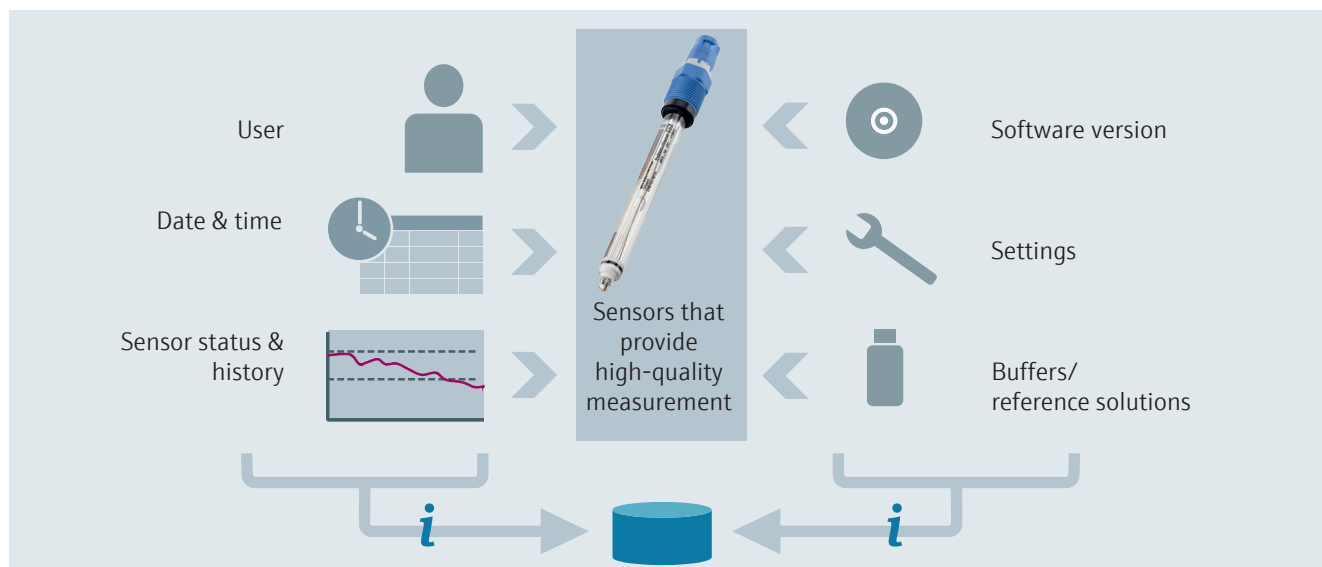 User
Date & time
Sensor status &
history
Sensors that
provide
high-quality
measurement
Software version
Settings
Buffers/
reference solutions
i
i